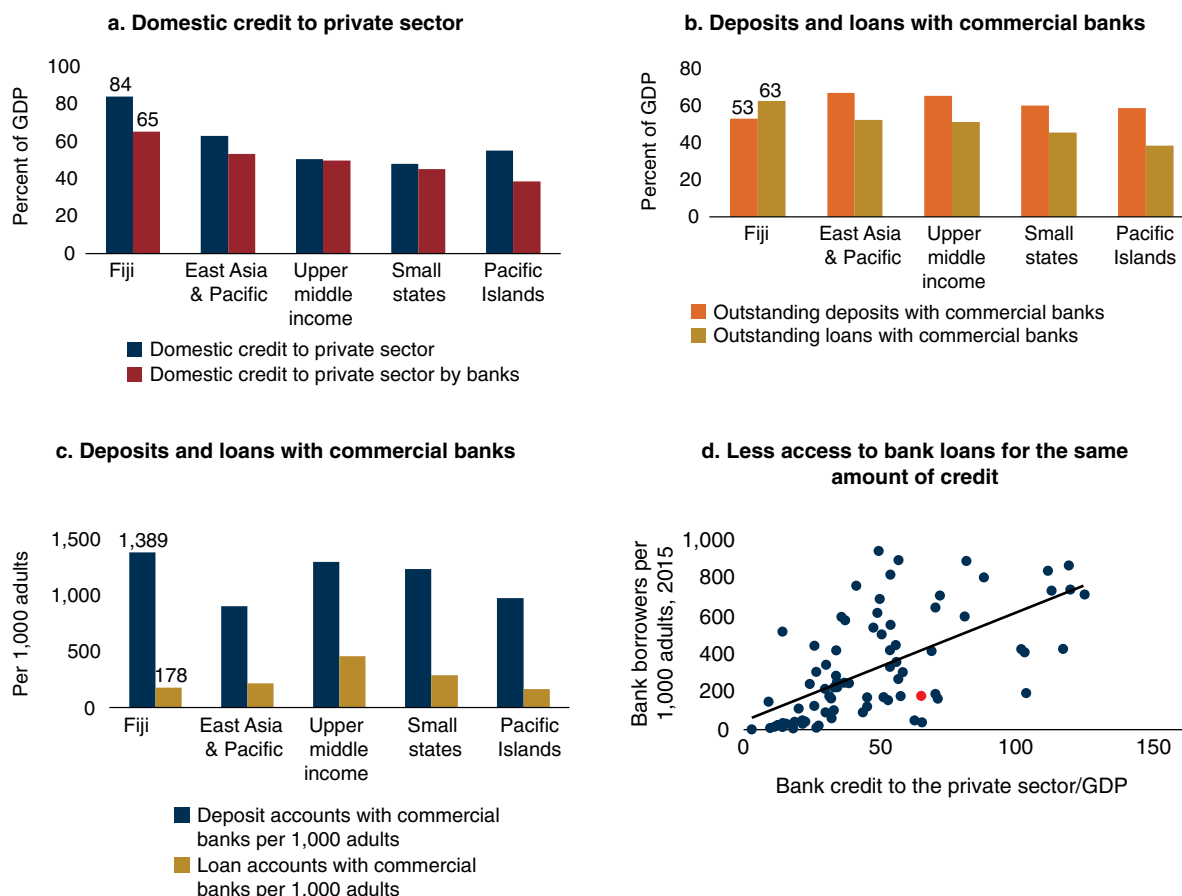 a. Domestic credit to private sector
Percent of GDP
100
80
60
40
20
0
84
65
Fiji
East Asia
& Pacific
Upper
middle
income
Small
states
Pacific
Islands
Domestic credit to private sector
Domestic credit to private sector by banks
b. Deposits and loans with commercial banks
Percent of GDP
80
60
40
20
0
53
63
Fiji
East Asia
& Pacific
Upper
middle
income
Small
states
Pacific
Islands
Outstanding deposits with commercial banks
Outstanding loans with commercial banks
c. Deposits and loans with commercial banks
Per 1,000 adults
1,500
1,000
500
0
1,389
178
Fiji
East Asia
& Pacific
Upper
middle
income
Small
states
Pacific
Islands
Deposit accounts with commercial
banks per 1,000 adults
Loan accounts with commercial
banks per 1,000 adults
d. Less access to bank loans for the same
amount of credit
Bank borrowers per
1,000 adults, 2015
1,000
800
600
400
200
0
0
50
100
150
Bank credit to the private sector/GDP